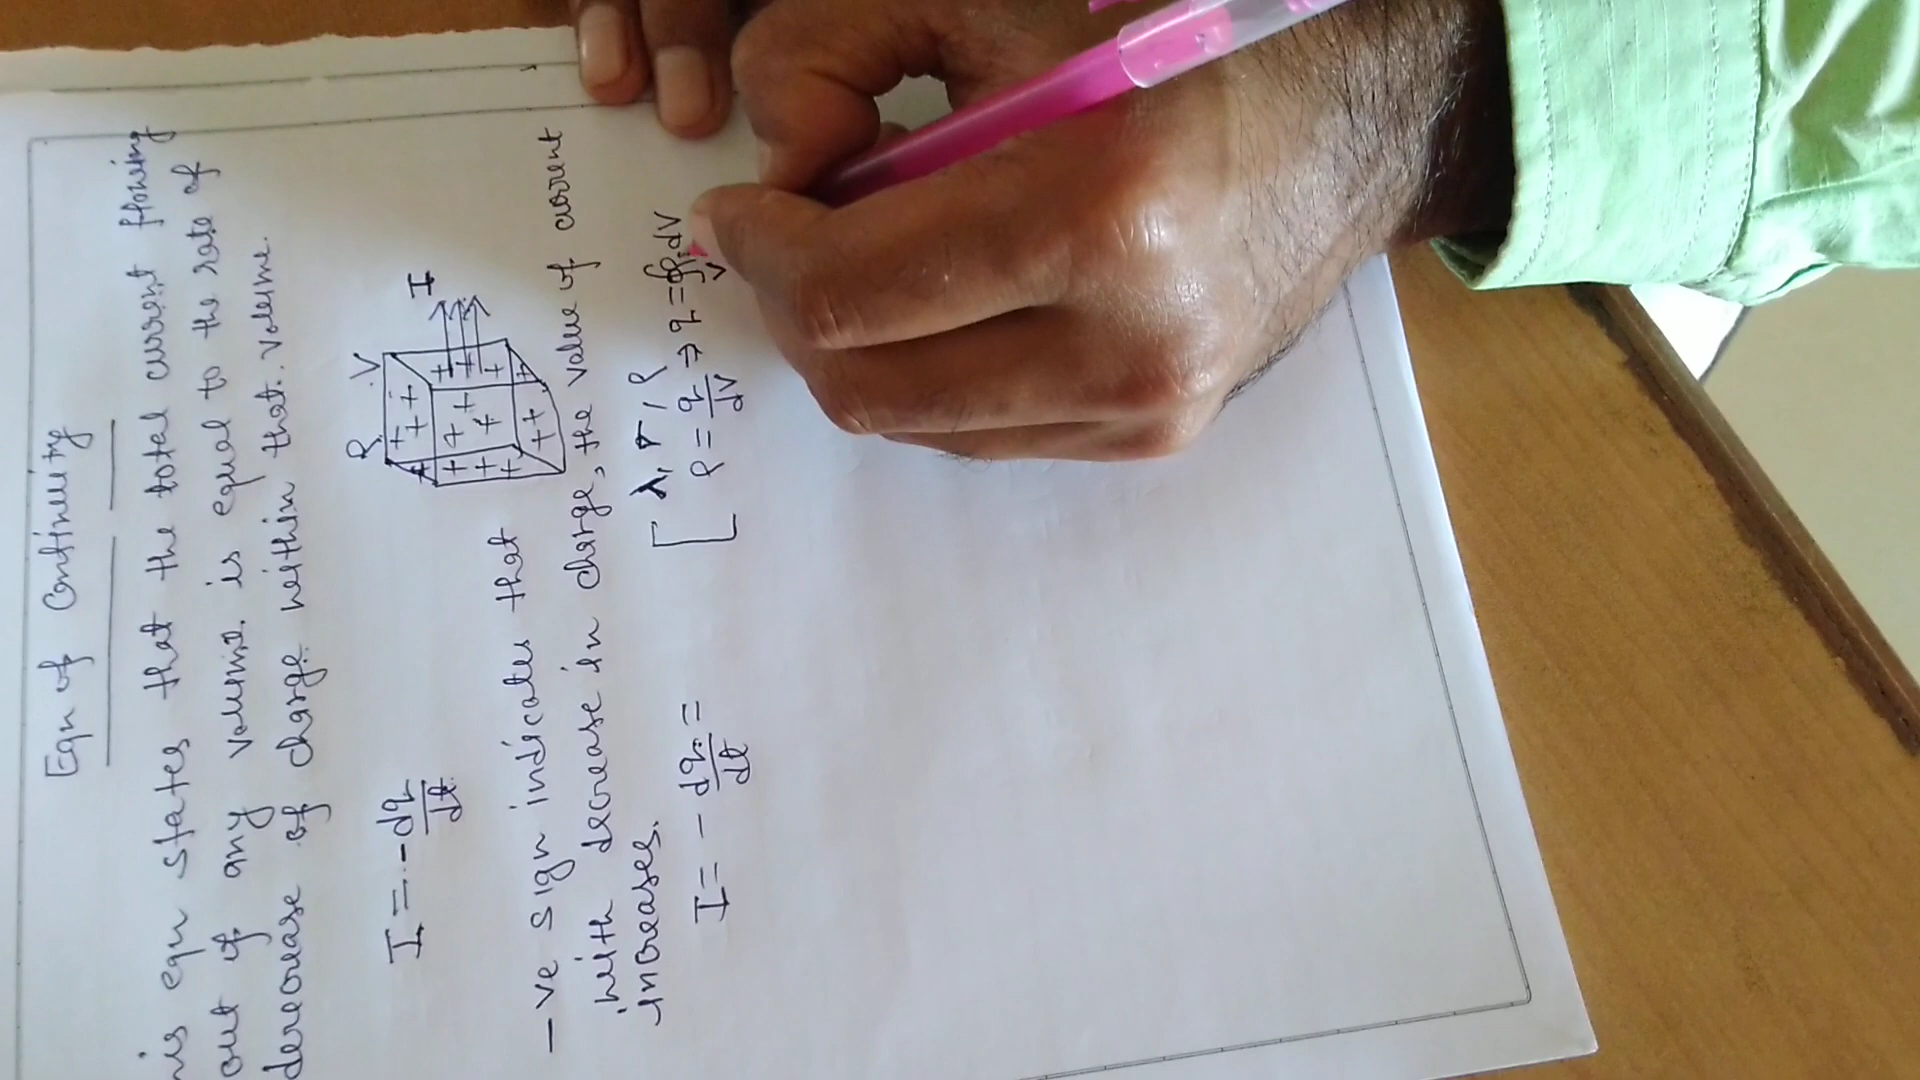 Eqn of Continuity
his eqn states that the total current flowing
out of any volume is equal to the rate of
decrease of charge within that volume.
I = - dq/dt
V
I
-ve sign indicates that
with decrease in charge, the value of current
increases.
[ λ, σ, ρ
I = - dq/dt = [ ρ = q/dV ⇒ q = ∫ᵥ ρ dV